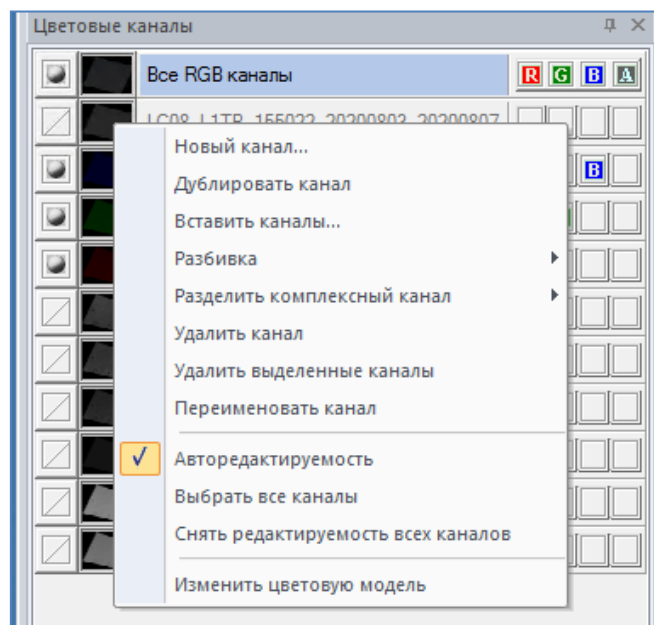 Цветовые каналы
Все RGB каналы
R G B A
LC08_L1TP_155022_20200803_20200807
Новый канал...
Дублировать канал
B
Вставить каналы...
Разбивка
Разделить комплексный канал
Удалить канал
Удалить выделенные каналы
Переименовать канал
Авторедактируемость
Выбрать все каналы
Снять редактируемость всех каналов
Изменить цветовую модель